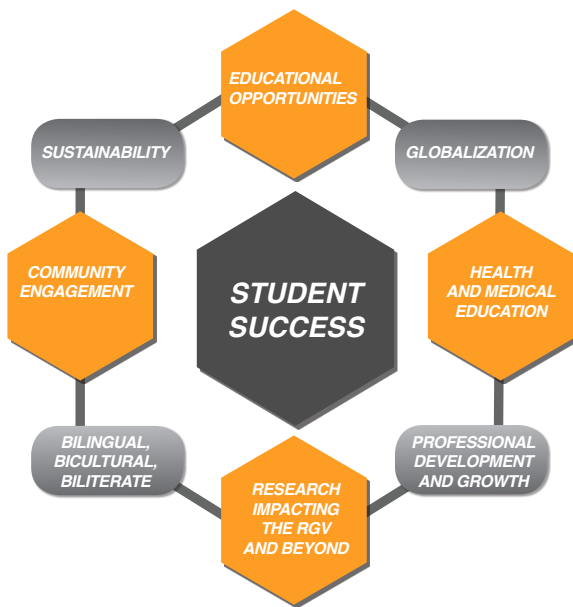 EDUCATIONAL
OPPORTUNITIES
SUSTAINABILITY
GLOBALIZATION
COMMUNITY
ENGAGEMENT
STUDENT
SUCCESS
HEALTH
AND MEDICAL
EDUCATION
BILINGUAL,
BICULTURAL,
BILITERATE
PROFESSIONAL
DEVELOPMENT
AND GROWTH
RESEARCH
IMPACTING
THE RGV
AND BEYOND